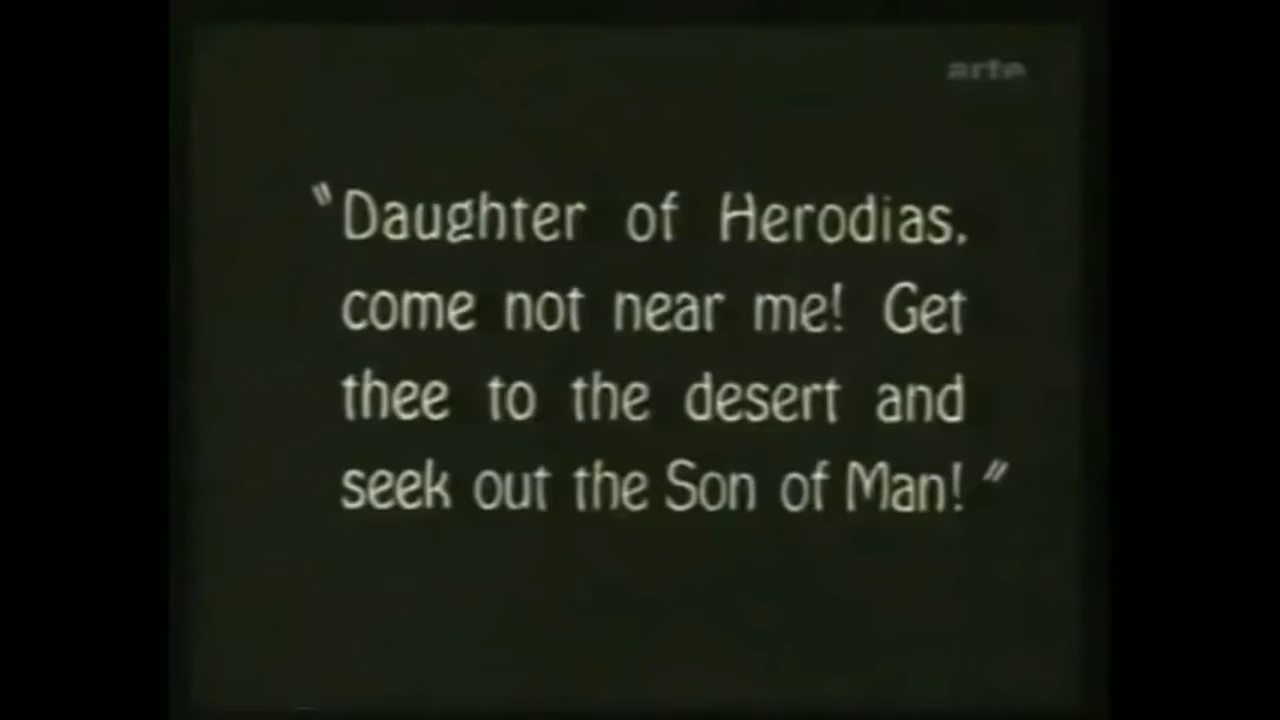 arte
"Daughter of Herodias,
come not near me! Get
thee to the desert and
seek out the Son of Man!"